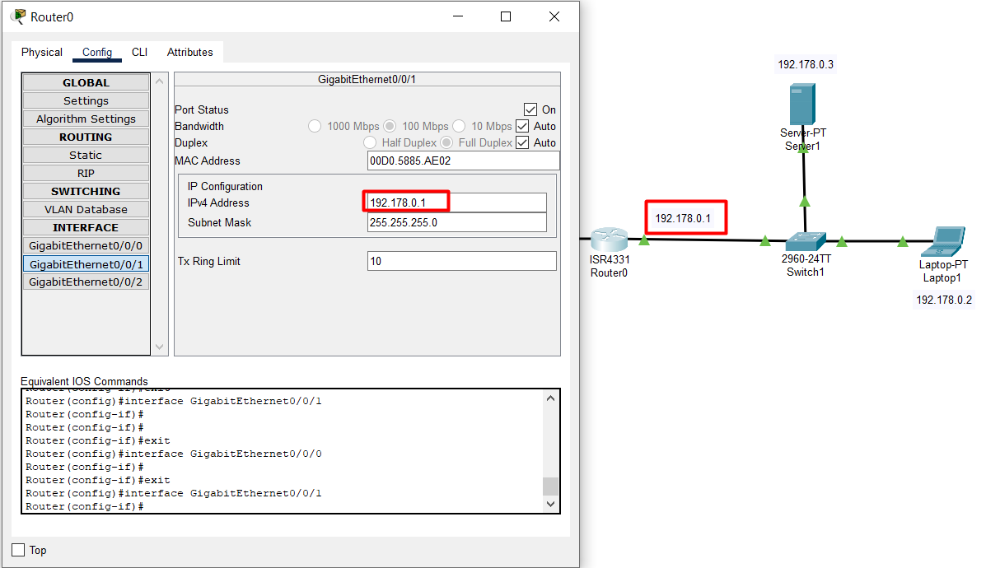 Router0
Physical Config CLI Attributes
GLOBAL
Settings
Algorithm Settings
ROUTING
Static
RIP
SWITCHING
VLAN Database
INTERFACE
GigabitEthernet0/0/0
GigabitEthernet0/0/1
GigabitEthernet0/0/2
GigabitEthernet0/0/1
Port Status On
Bandwidth 1000 Mbps 100 Mbps 10 Mbps Auto
Duplex Half Duplex Full Duplex Auto
MAC Address 00D0.5885.AE02
IP Configuration
IPv4 Address 192.178.0.1
Subnet Mask 255.255.255.0
Tx Ring Limit 10
Equivalent IOS Commands
Router(config-if)#exit
Router(config)#interface GigabitEthernet0/0/1
Router(config-if)#
Router(config-if)#
Router(config-if)#exit
Router(config)#interface GigabitEthernet0/0/0
Router(config-if)#
Router(config-if)#exit
Router(config)#interface GigabitEthernet0/0/1
Router(config-if)#
Top
192.178.0.3
Server-PT
Server1
192.178.0.1
ISR4331
Router0
2960-24TT
Switch1
Laptop-PT
Laptop1
192.178.0.2